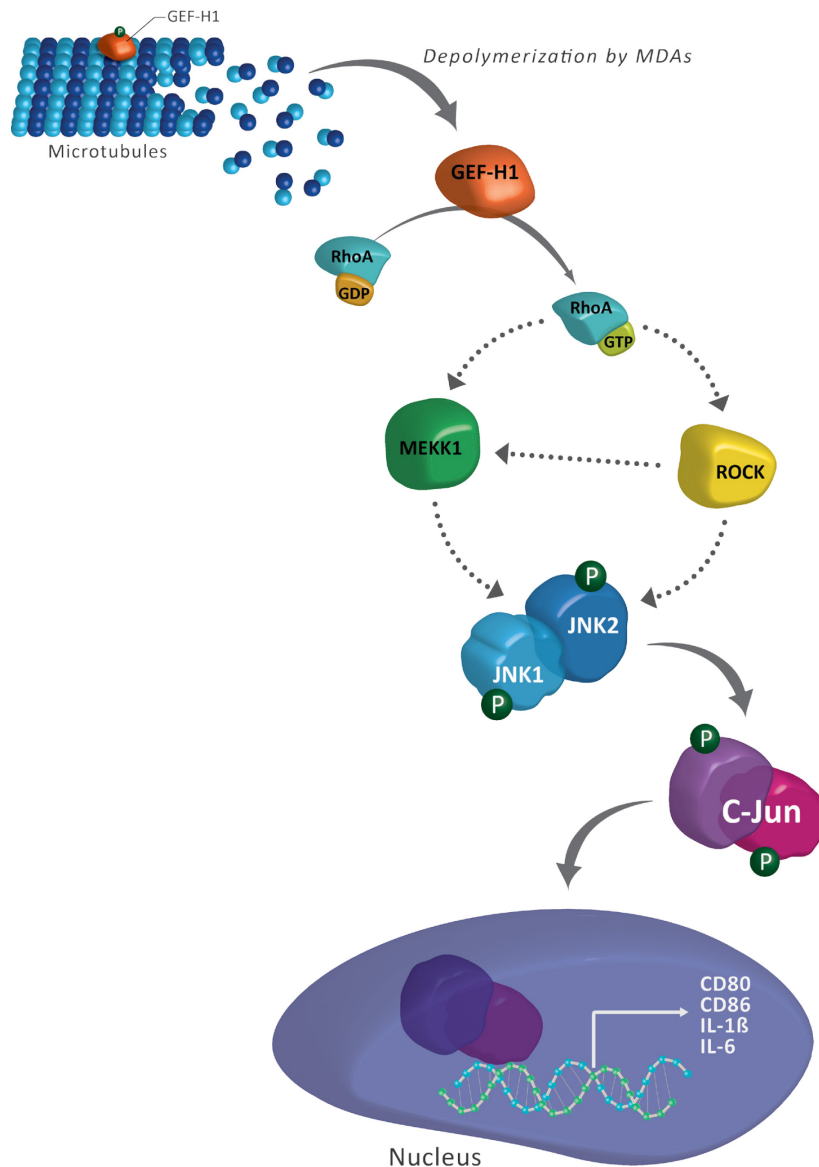 P
GEF-H1
Depolymerization by MDAs
Microtubules
GEF-H1
RhoA
GDP
RhoA
GTP
MEKK1
ROCK
P
JNK2
JNK1
P
P
C-Jun
P
CD80
CD86
IL-1ß
IL-6
Nucleus